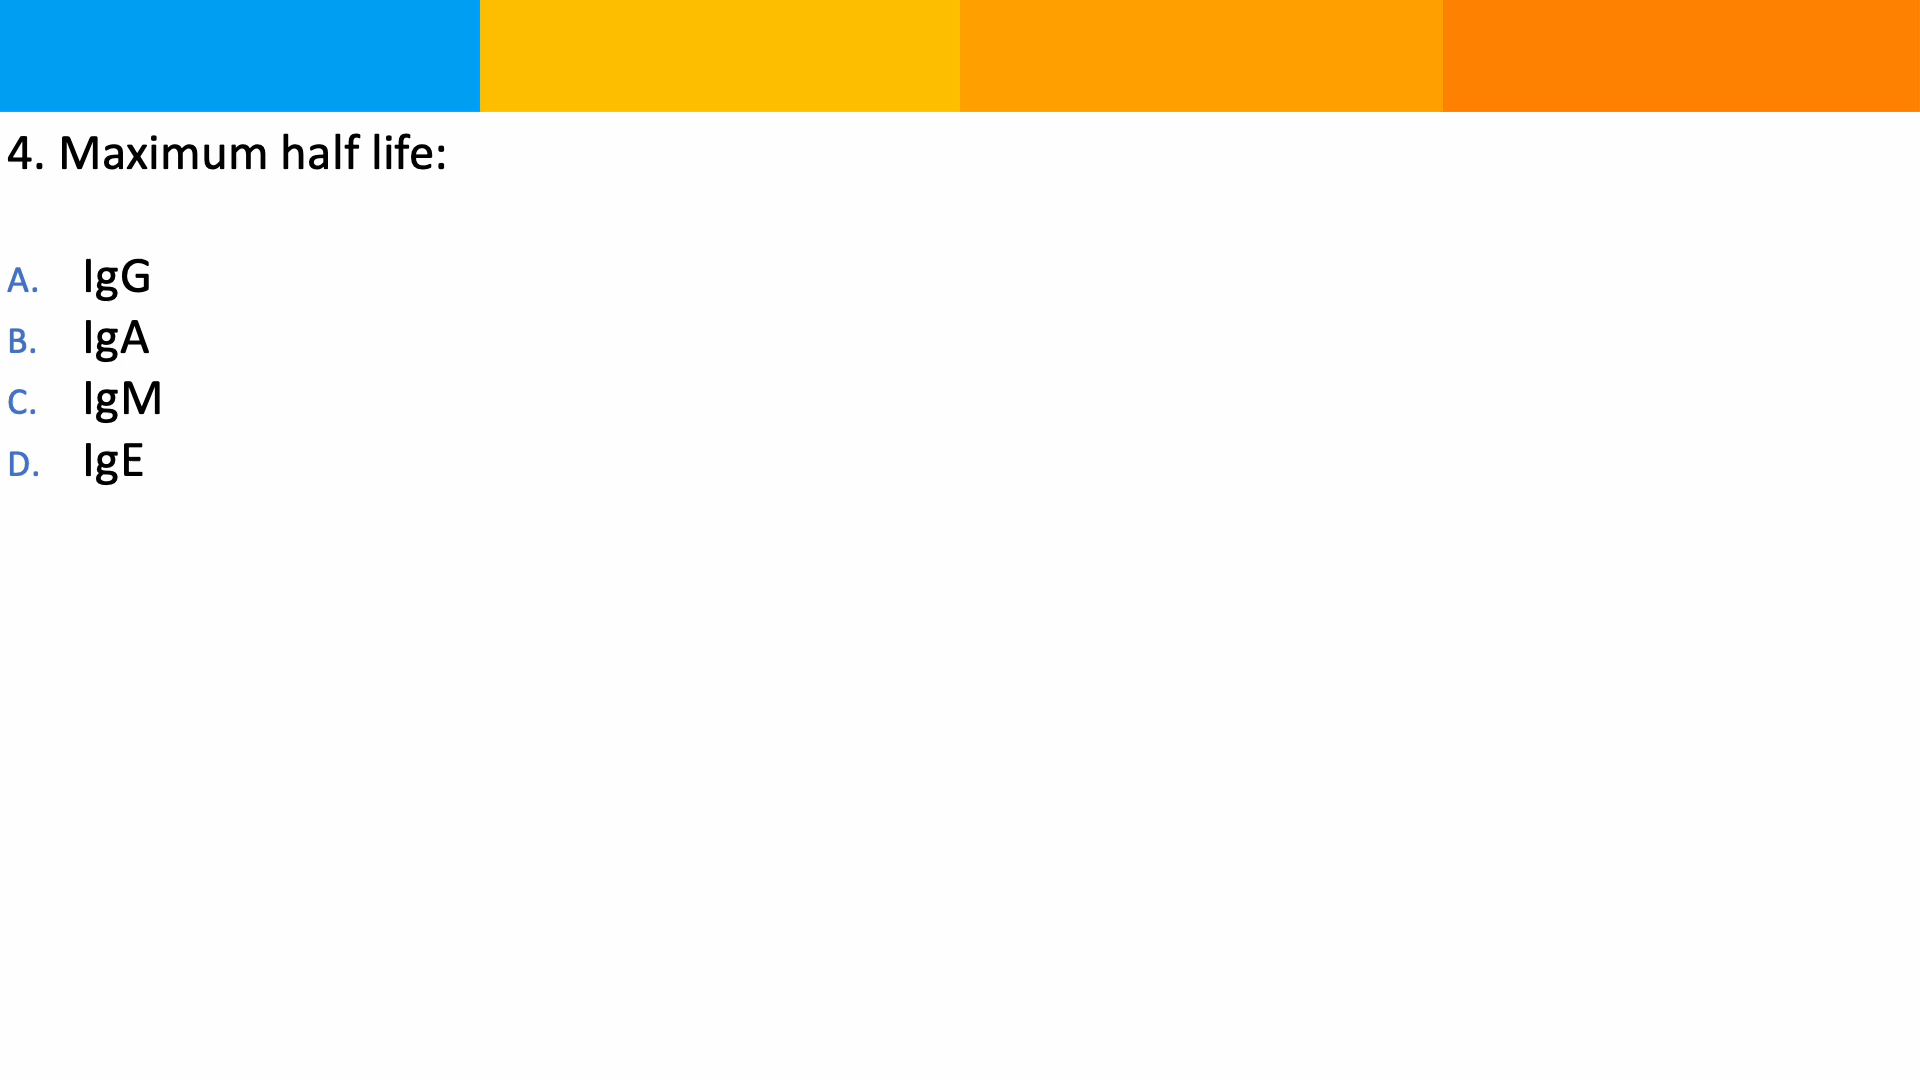 4. Maximum half life:
A. IgG
B. IgA
C. IgM
D. IgE